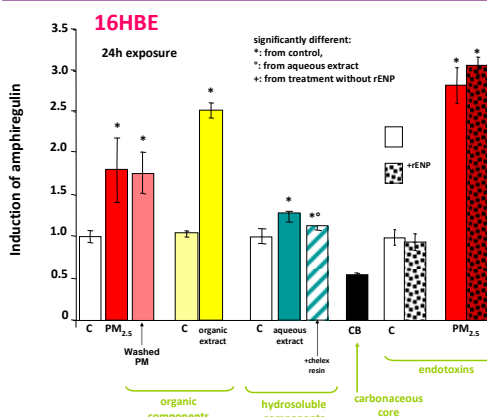 16HBE
24h exposure
significantly different:
*: from control,
°: from aqueous extract
+: from treatment without rENP
Induction of amphiregulin
3.5
3.0
2.5
2.0
1.5
1.0
0.5
0
*
*
*
*
*°
*
*
+rENP
C
PM2.5
Washed
PM
C
organic
extract
C
aqueous
extract
+chelex
resin
CB
C
PM2.5
organic
components
hydrosoluble
components
carbonaceous
core
endotoxins